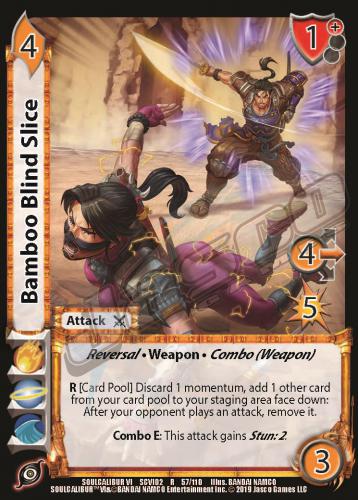 4
1
+
Bamboo Blind Slice
4
5
Attack
Reversal • Weapon • Combo (Weapon)
R [Card Pool] Discard 1 momentum, add 1 other card
from your card pool to your staging area face down:
After your opponent plays an attack, remove it.
Combo E: This attack gains Stun: 2.
3
SOULCALIBUR VI SCVI02 R 57/110 Illus. BANDAI NAMCO
SOULCALIBUR™VI&©BANDAI NAMCO Entertainment Inc. ©2019 Jasco Games LLC